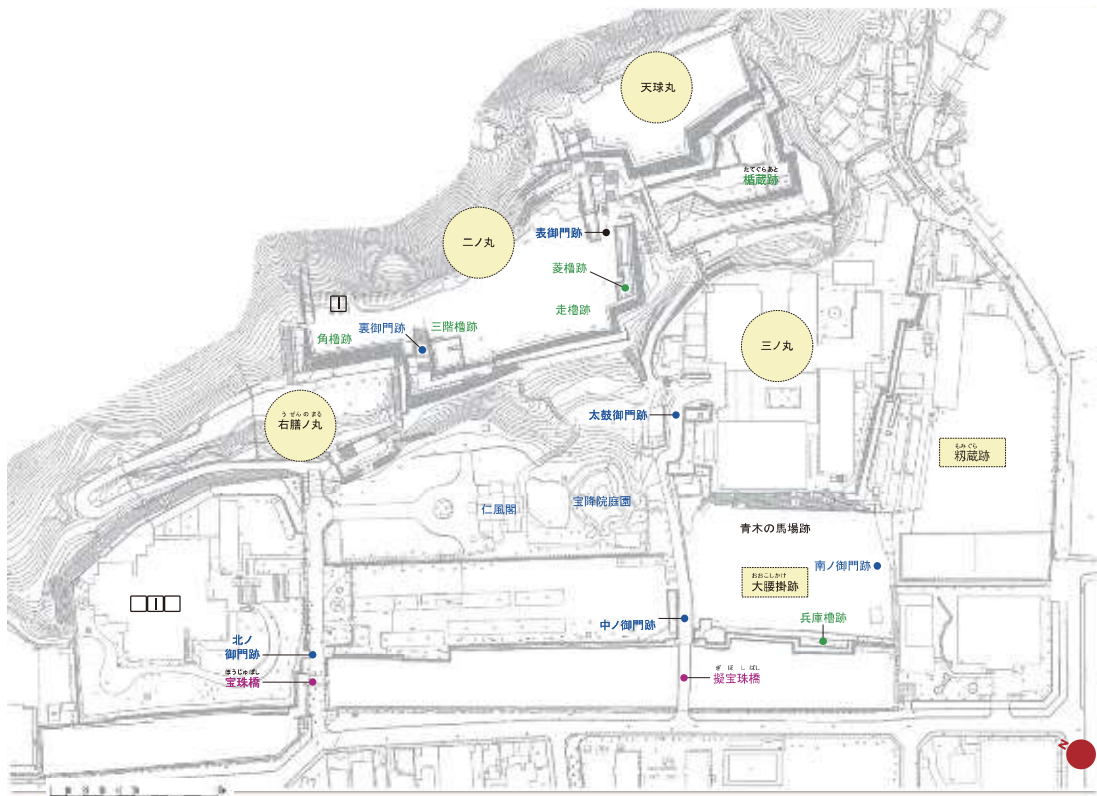 天球丸
たてぐらあと
楯蔵跡
表御門跡
二ノ丸
菱櫓跡
走櫓跡
三階櫓跡
裏御門跡
角櫓跡
三ノ丸
うぜんのまる
右膳ノ丸
太鼓御門跡
もみぐら
籾蔵跡
仁風閣
宝隆院庭園
青木の馬場跡
南ノ御門跡
おおこしかけ
大腰掛跡
兵庫櫓跡
中ノ御門跡
北ノ
御門跡
ほうじゅばし
宝珠橋
ぎぼしばし
擬宝珠橋
N